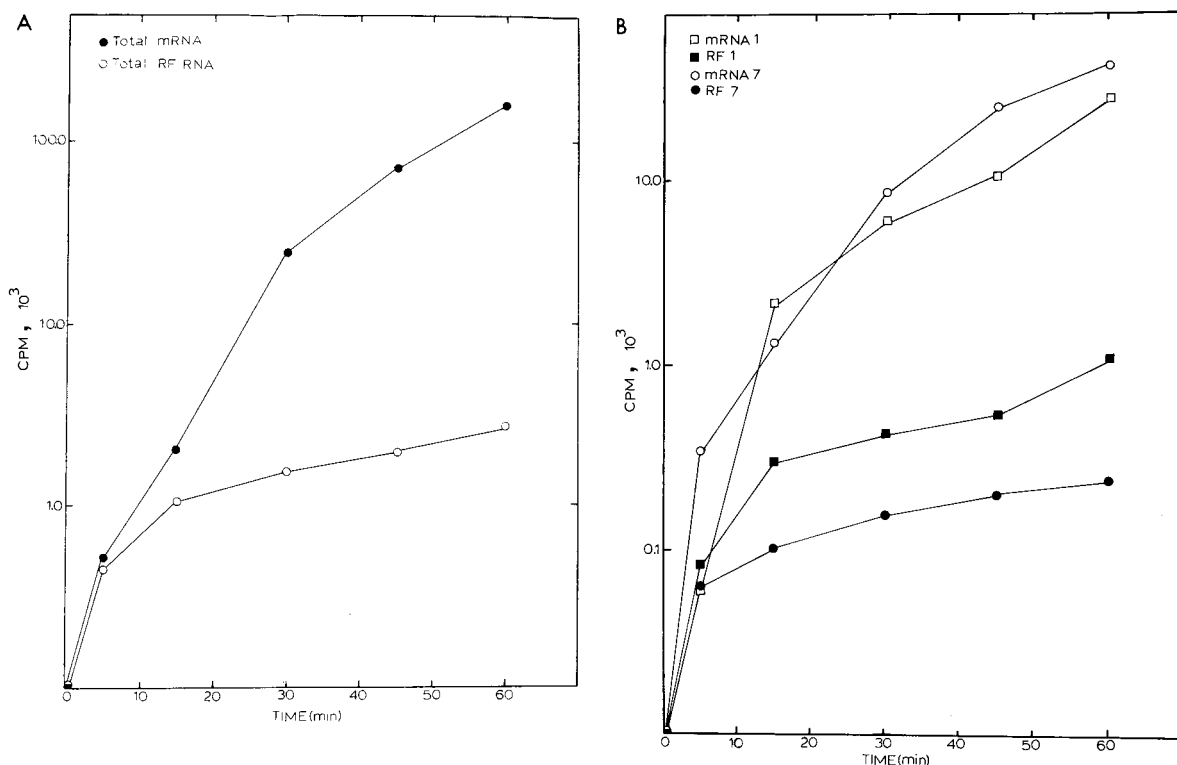 A
● Total mRNA
○ Total RF RNA
100.0
10.0
1.0
CPM, 10³
0 10 20 30 40 50 60
TIME(min)
B
□ mRNA 1
■ RF 1
○ mRNA 7
● RF 7
10.0
1.0
0.1
CPM, 10³
0 10 20 30 40 50 60
TIME(min)